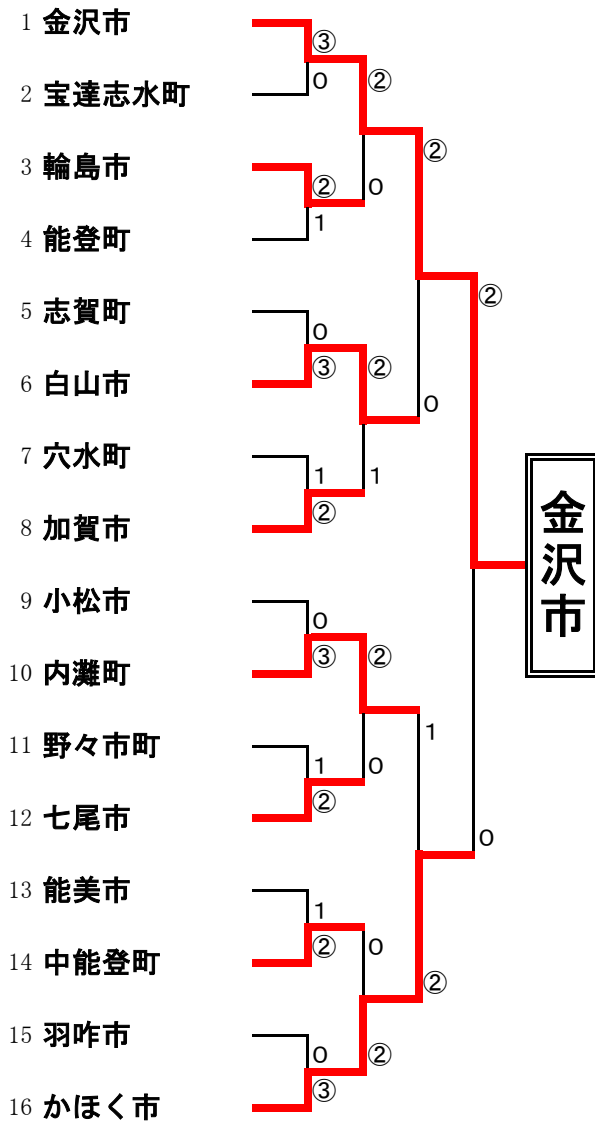 1 金沢市
③
0
②
2 宝達志水町
②
3 輪島市
②
0
1
4 能登町
②
5 志賀町
0
③
②
6 白山市
0
7 穴水町
1
1
②
8 加賀市
金沢市
9 小松市
0
③
②
10 内灘町
1
11 野々市町
1
0
②
12 七尾市
0
13 能美市
1
②
0
14 中能登町
②
15 羽咋市
0
②
③
16 かほく市